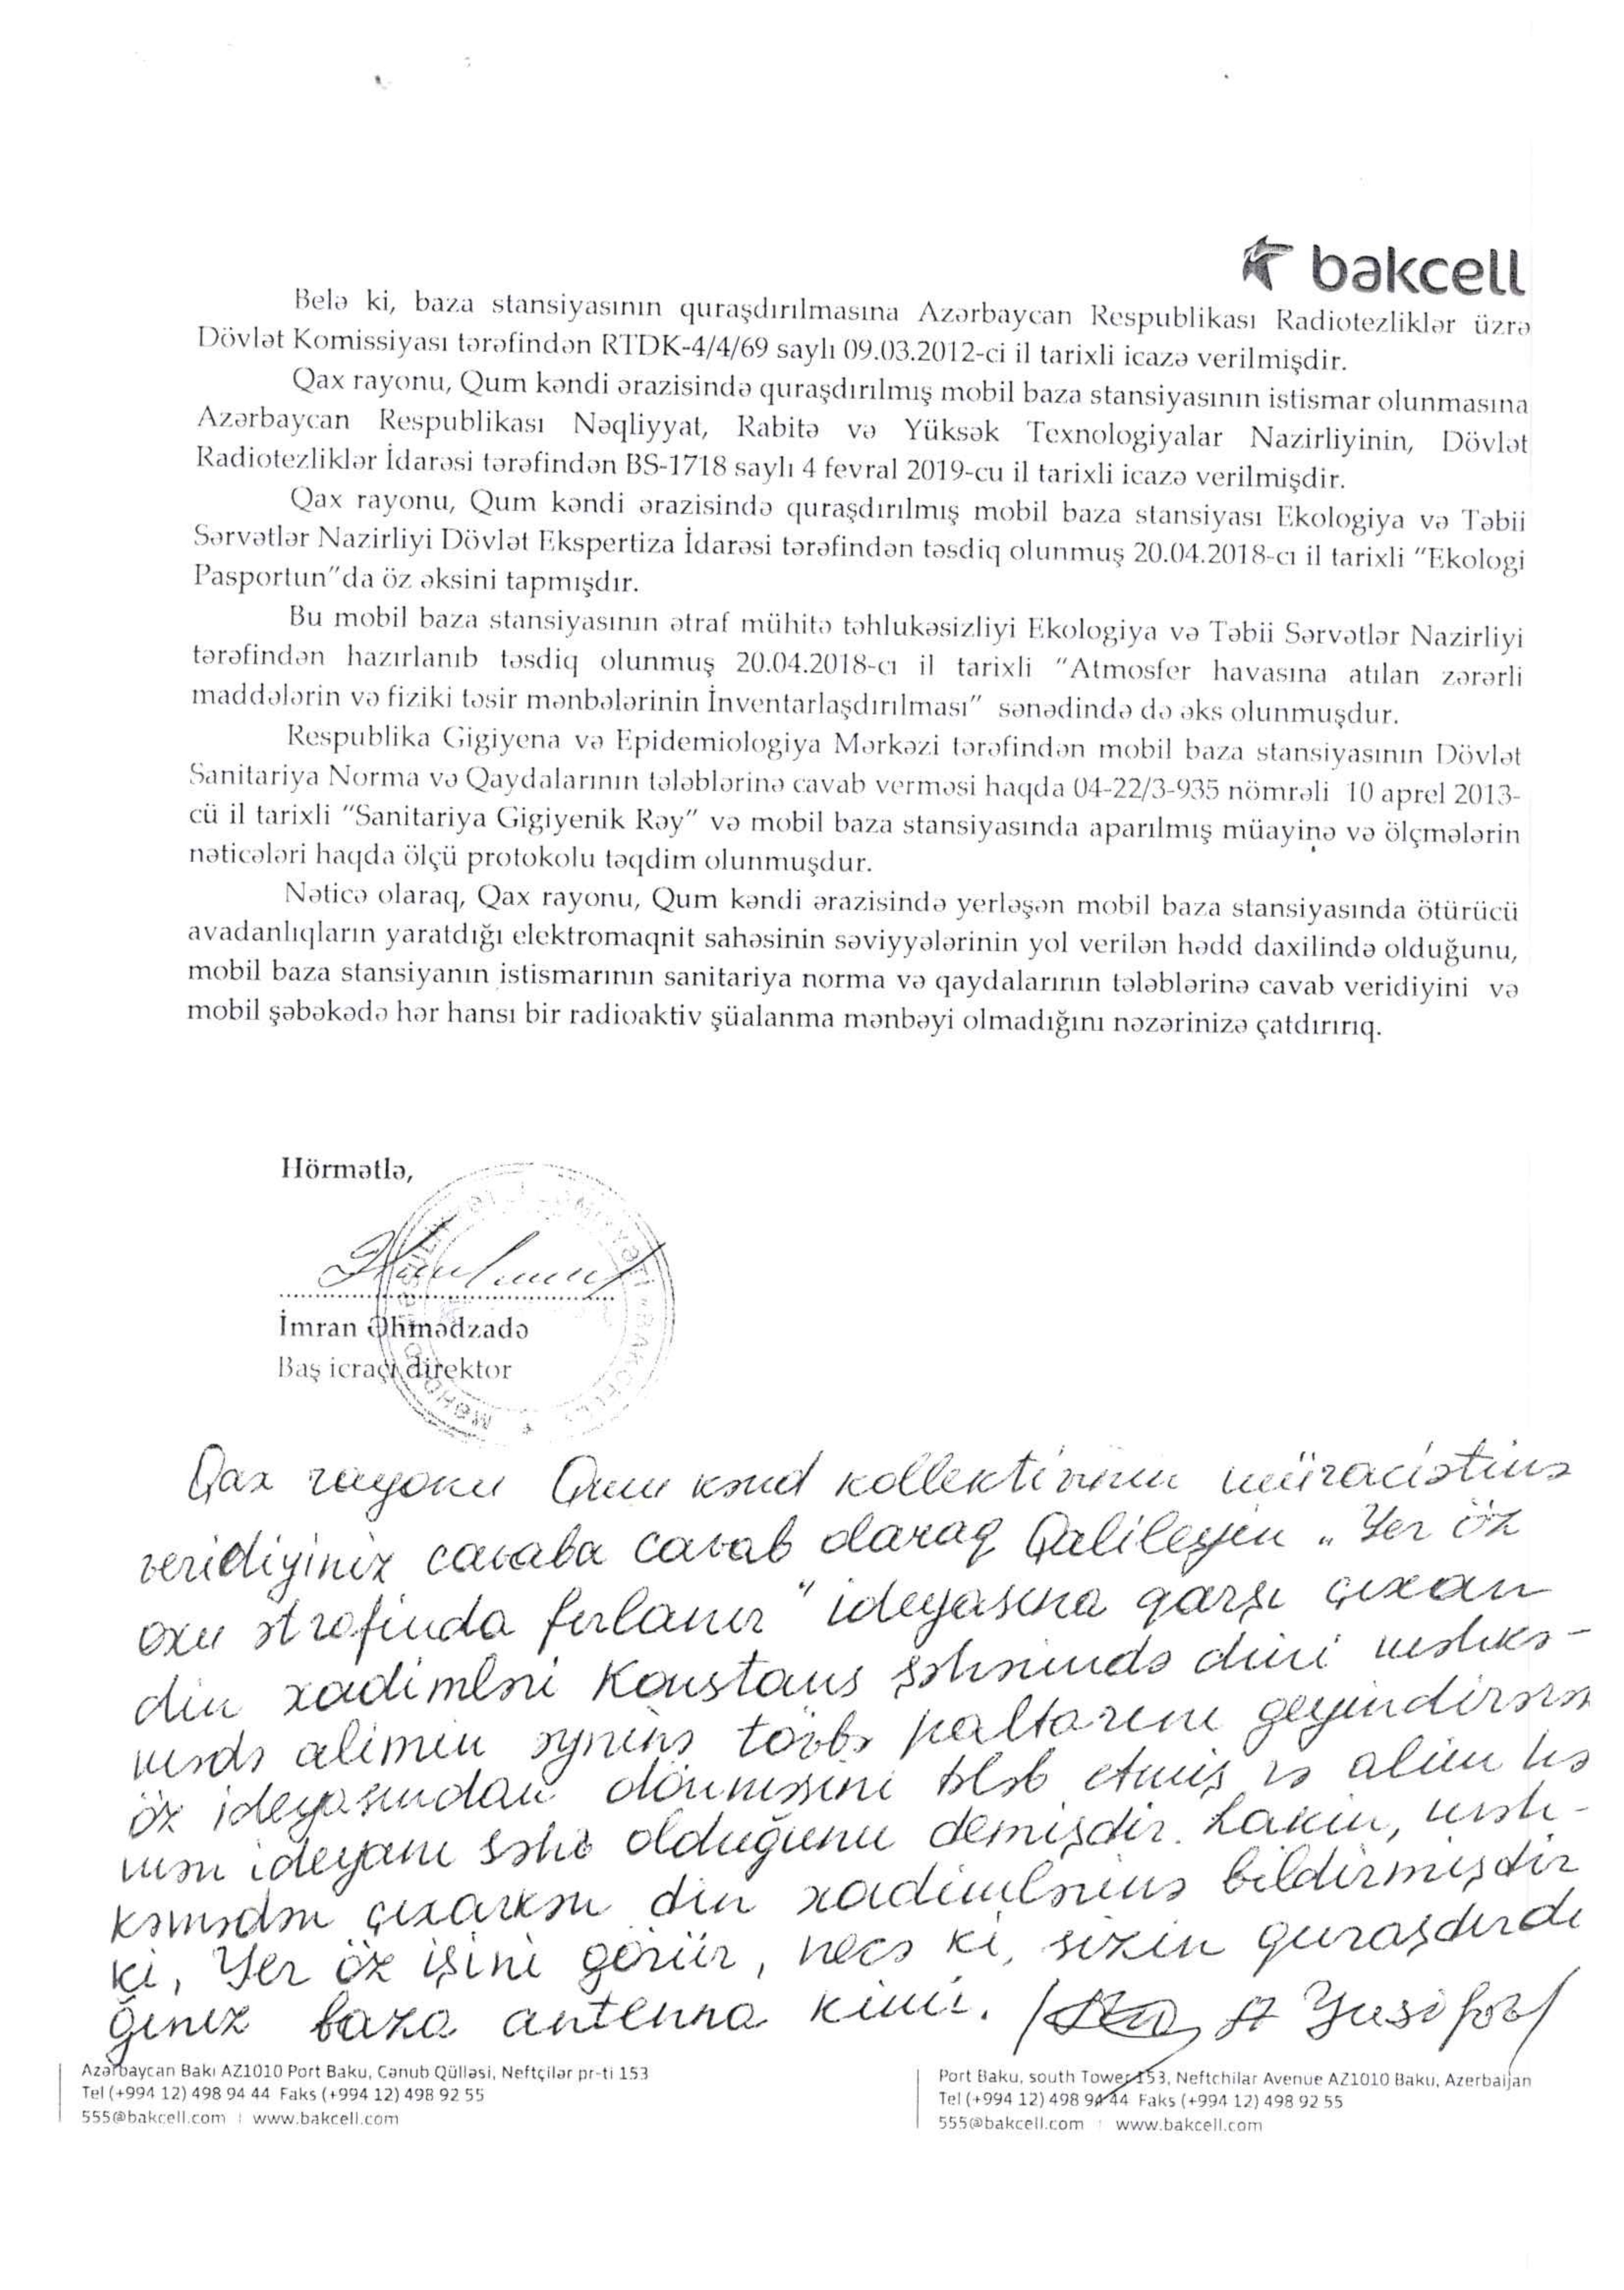 bakcell
Belə ki, baza stansiyasının quraşdırılmasına Azərbaycan Respublikası Radiotezliklər üzrə
Dövlət Komissiyası tərəfindən RTDK-4/4/69 saylı 09.03.2012-ci il tarixli icazə verilmişdir.
Qax rayonu, Qum kəndi ərazisində quraşdırılmış mobil baza stansiyasının istismar olunmasına
Azərbaycan Respublikası Nəqliyyat, Rabitə və Yüksək Texnologiyalar Nazirliyinin, Dövlət
Radiotezliklər İdarəsi tərəfindən BS-1718 saylı 4 fevral 2019-cu il tarixli icazə verilmişdir.
Qax rayonu, Qum kəndi ərazisində quraşdırılmış mobil baza stansiyası Ekologiya və Təbii
Sərvətlər Nazirliyi Dövlət Ekspertiza İdarəsi tərəfindən təsdiq olunmuş 20.04.2018-cı il tarixli "Ekologi
Pasportun"da öz əksini tapmışdır.
Bu mobil baza stansiyasının ətraf mühitə təhlukəsizliyi Ekologiya və Təbii Sərvətlər Nazirliyi
tərəfindən hazırlanıb təsdiq olunmuş 20.04.2018-cı il tarixli "Atmosfer havasına atılan zərərli
maddələrin və fiziki təsir mənbələrinin İnventarlaşdırılması" sənədində də əks olunmuşdur.
Respublika Gigiyena və Epidemiologiya Mərkəzi tərəfindən mobil baza stansiyasının Dövlət
Sanitariya Norma və Qaydalarının tələblərinə cavab verməsi haqda 04-22/3-935 nömrəli 10 aprel 2013-
cü il tarixli "Sanitariya Gigiyenik Rəy" və mobil baza stansiyasında aparılmış müayinə və ölçmələrin
nəticələri haqda ölçü protokolu təqdim olunmuşdur.
Nəticə olaraq, Qax rayonu, Qum kəndi ərazisində yerləşən mobil baza stansiyasında ötürücü
avadanlıqların yaratdığı elektromaqnit sahəsinin səviyyələrinin yol verilən hədd daxilində olduğunu,
mobil baza stansiyanın istismarının sanitariya norma və qaydalarının tələblərinə cavab veridiyini və
mobil şəbəkədə hər hansı bir radioaktiv şüalanma mənbəyi olmadığını nəzərinizə çatdırırıq.
Hörmətlə,
İmran Əhmədzadə
Baş icraçı direktor
Qax rayonu Qum kənd kollektivinin müraciətinə
veridiyiniz cavaba cavab olaraq Qalileyin „Yer öz
oxu ətrafında fırlanır" ideyasına qarşı çıxan
din xadimləri Konstans şəhərində dini məhkə-
mədə alimin əyninə tövbə paltarını geyindirərək
öz ideyasından dönməsini tələb etmiş və alim hə
mən ideyanı səhv olduğunu demişdir. Lakin, məh-
kəmədən çıxarkən din xadimlərinə bildirmişdir
ki, Yer öz işini görür, necə ki, sizin quraşdırdı
ğınız baza antenna kimi. A Yusifov
Azərbaycan Bakı AZ1010 Port Baku, Cənub Qülləsi, Neftçilər pr-ti 153
Tel (+994 12) 498 94 44 Faks (+994 12) 498 92 55
555@bakcell.com | www.bakcell.com
Port Baku, south Tower 153, Neftchilar Avenue AZ1010 Baku, Azerbaijan
Tel (+994 12) 498 94 44 Faks (+994 12) 498 92 55
555@bakcell.com | www.bakcell.com